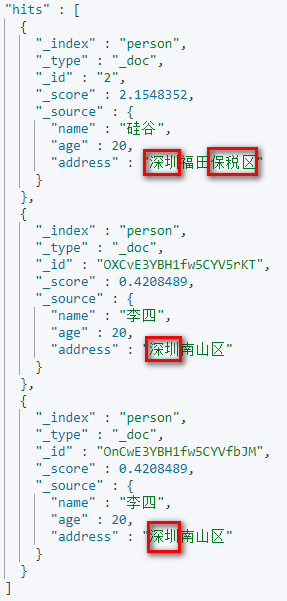 "hits" : [
{
"_index" : "person",
"_type" : "_doc",
"_id" : "2",
"_score" : 2.1548352,
"_source" : {
"name" : "硅谷",
"age" : 20,
"address" : "深圳福田保税区"
}
},
{
"_index" : "person",
"_type" : "_doc",
"_id" : "OXCvE3YBH1fw5CYV5rKT",
"_score" : 0.4208489,
"_source" : {
"name" : "李四",
"age" : 20,
"address" : "深圳南山区"
}
},
{
"_index" : "person",
"_type" : "_doc",
"_id" : "OnCwE3YBH1fw5CYVfbJM",
"_score" : 0.4208489,
"_source" : {
"name" : "李四",
"age" : 20,
"address" : "深圳南山区"
}
}
]